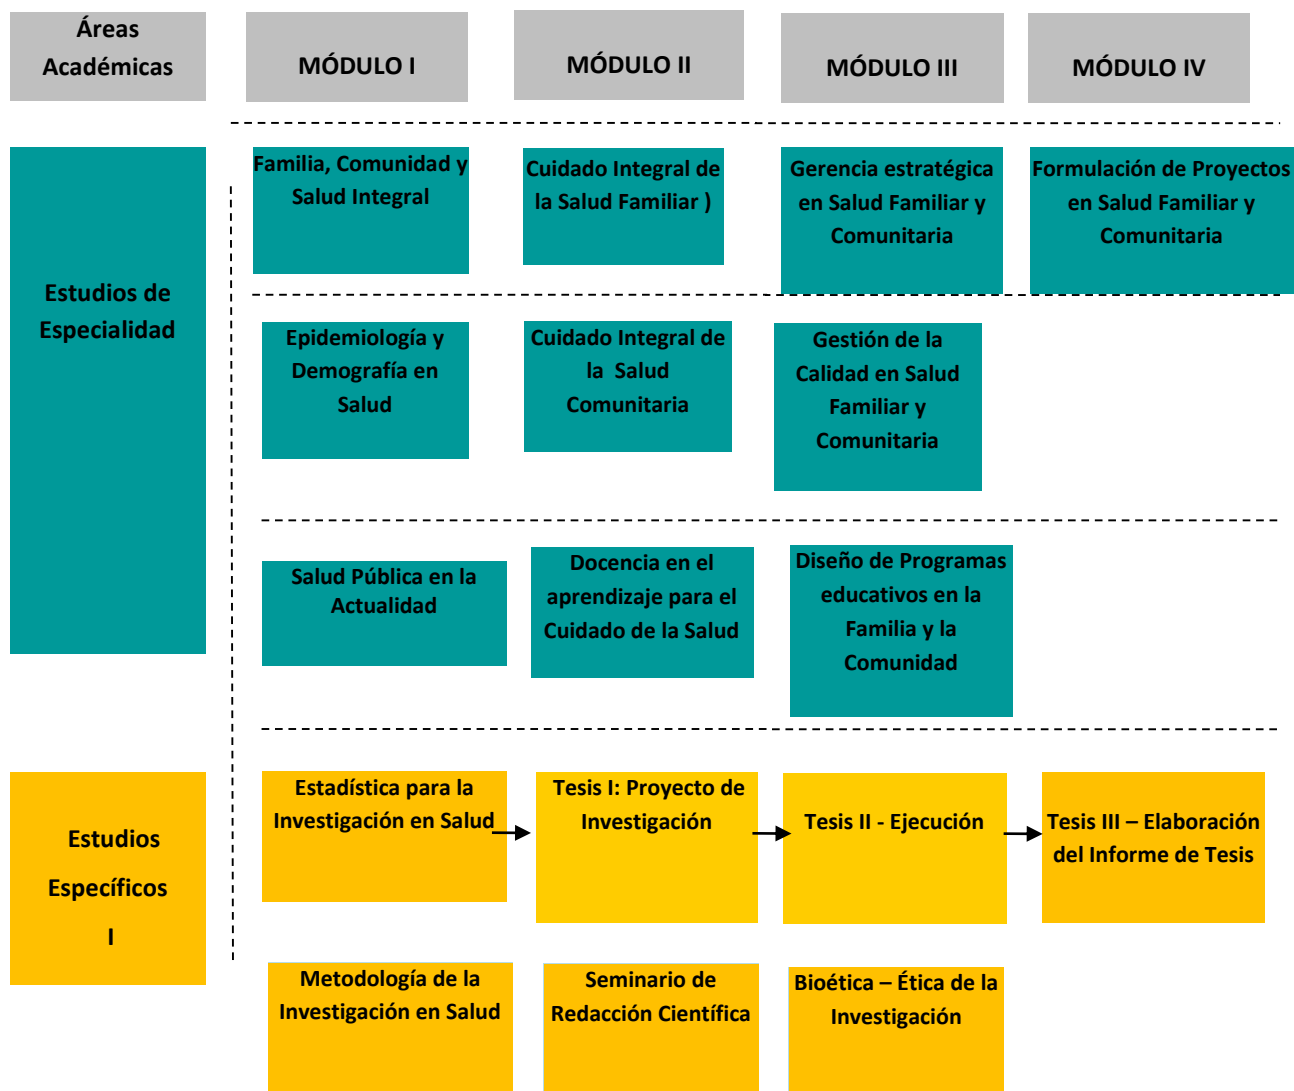 Áreas
Académicas
MÓDULO I
MÓDULO II
MÓDULO III
MÓDULO IV
Estudios de
Especialidad
Familia, Comunidad y
Salud Integral
Cuidado Integral de
la Salud Familiar )
Gerencia estratégica
en Salud Familiar y
Comunitaria
Formulación de Proyectos
en Salud Familiar y
Comunitaria
Epidemiología y
Demografía en
Salud
Cuidado Integral de
la Salud
Comunitaria
Gestión de la
Calidad en Salud
Familiar y
Comunitaria
Salud Pública en la
Actualidad
Docencia en el
aprendizaje para el
Cuidado de la Salud
Diseño de Programas
educativos en la
Familia y la
Comunidad
Estudios
Específicos
I
Estadística para la
Investigación en Salud
Tesis I: Proyecto de
Investigación
Tesis II - Ejecución
Tesis III – Elaboración
del Informe de Tesis
Metodología de la
Investigación en Salud
Seminario de
Redacción Científica
Bioética – Ética de la
Investigación